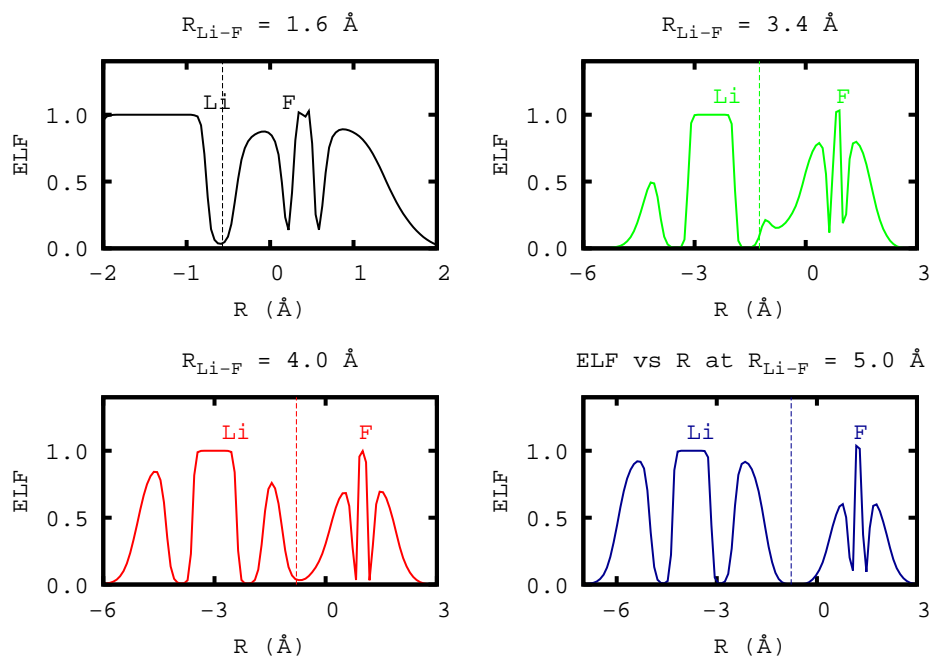 R_Li−F = 1.6 Å
ELF
1.0
0.5
0.0
Li F
−2 −1 0 1 2
R (Å)
R_Li−F = 3.4 Å
ELF
1.0
0.5
0.0
Li F
−6 −3 0 3
R (Å)
R_Li−F = 4.0 Å
ELF
1.0
0.5
0.0
Li F
−6 −3 0 3
R (Å)
ELF vs R at R_Li−F = 5.0 Å
ELF
1.0
0.5
0.0
Li F
−6 −3 0 3
R (Å)